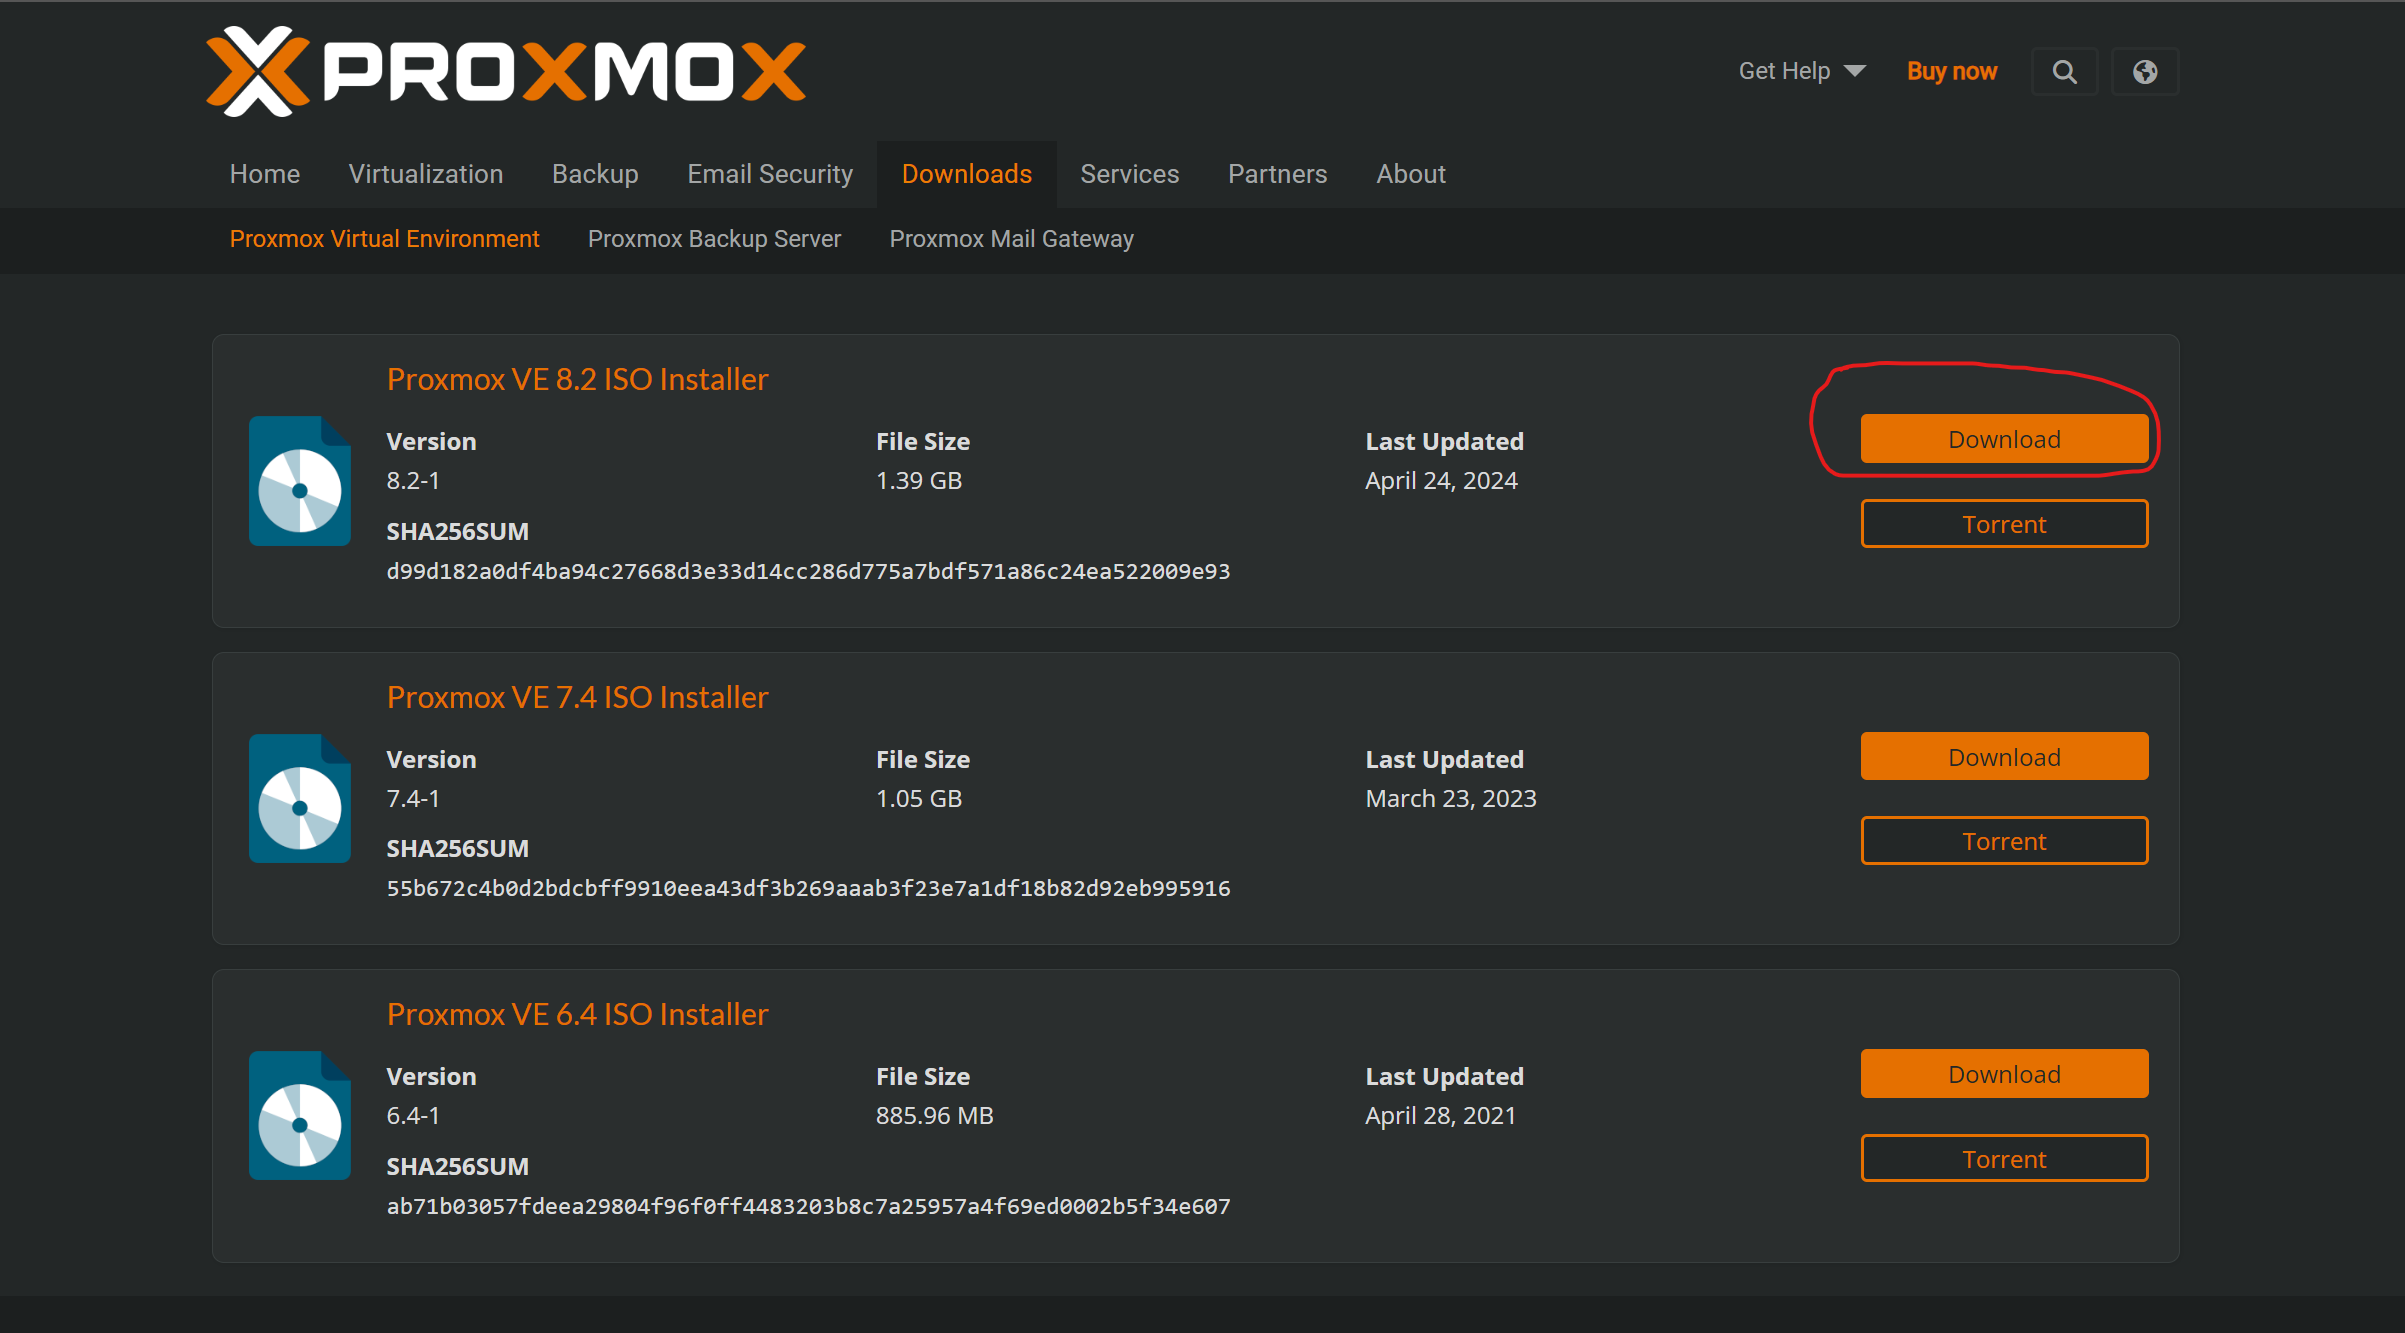 PROXMOX
Get Help
Buy now
Home Virtualization Backup Email Security Downloads Services Partners About
Proxmox Virtual Environment Proxmox Backup Server Proxmox Mail Gateway
Proxmox VE 8.2 ISO Installer
Version File Size Last Updated
8.2-1 1.39 GB April 24, 2024
SHA256SUM
d99d182a0df4ba94c27668d3e33d14cc286d775a7bdf571a86c24ea522009e93
Download
Torrent
Proxmox VE 7.4 ISO Installer
Version File Size Last Updated
7.4-1 1.05 GB March 23, 2023
SHA256SUM
55b672c4b0d2bdcbff9910eea43df3b269aaab3f23e7a1df18b82d92eb995916
Download
Torrent
Proxmox VE 6.4 ISO Installer
Version File Size Last Updated
6.4-1 885.96 MB April 28, 2021
SHA256SUM
ab71b03057fdeea29804f96f0ff4483203b8c7a25957a4f69ed0002b5f34e607
Download
Torrent